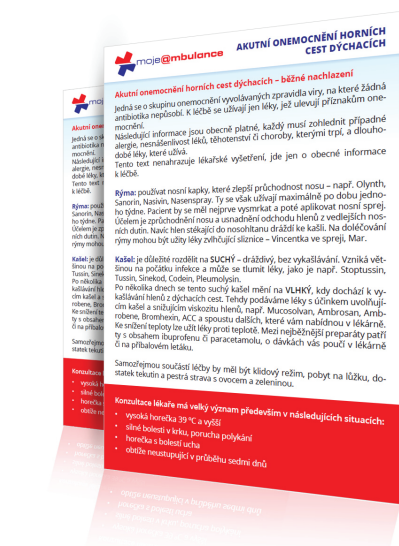 moje@mbulance
AKUTNÍ ONEMOCNĚNÍ HORNÍCH
CEST DÝCHACÍCH
Akutní onemocnění horních cest dýchacích – běžné nachlazení
Jedná se o skupinu onemocnění vyvolávaných zpravidla viry, na které žádná
antibiotika nepůsobí. K léčbě se užívají jen léky, jež ulevují příznakům one-
mocnění.
Následující informace jsou obecně platné, každý musí zohlednit případné
alergie, nesnášenlivost léků, těhotenství či choroby, kterými trpí, a dlouho-
dobé léky, které užívá.
Tento text nenahrazuje lékařské vyšetření, jde jen o obecné informace
k léčbě.
Rýma: používat nosní kapky, které zlepší průchodnost nosu – např. Olynth,
Sanorin, Nasivin, Nasenspray. Ty se však užívají maximálně po dobu jedno-
ho týdne. Pacient by se měl nejprve vysmrkat a poté aplikovat nosní sprej.
Účelem je zprůchodnění nosu a usnadnění odchodu hlenů z vedlejších nos-
ních dutin. Navíc hlen stékající do nosohltanu dráždí ke kašli. Na doléčování
rýmy mohou být užity léky zvlhčující sliznice – Vincentka ve spreji, Mar.
Kašel: je důležité rozdělit na SUCHÝ – dráždivý, bez vykašlávání. Vzniká vět-
šinou na počátku infekce a může se tlumit léky, jako je např. Stoptussin,
Tussin, Sinekod, Codein, Pleumolysin.
Po několika dnech se tento suchý kašel mění na VLHKÝ, kdy dochází k vy-
kašlávání hlenů z dýchacích cest. Tehdy podáváme léky s účinkem uvolňují-
cím kašel a snižujícím viskozitu hlenů, např. Mucosolvan, Ambrosan, Amb-
robene, Bromhexin, ACC a spoustu dalších, které vám nabídnou v lékárně.
Ke snížení teploty lze užít léky proti teplotě. Mezi nejběžnější preparáty patří
ty s obsahem ibuprofenu či paracetamolu, o dávkách vás poučí v lékárně
či na příbalovém letáku.
Samozřejmou součástí léčby by měl být klidový režim, pobyt na lůžku, do-
statek tekutin a pestrá strava s ovocem a zeleninou.
Konzultace lékaře má velký význam především v následujících situacích:
• vysoká horečka 39 °C a vyšší
• silné bolesti v krku, porucha polykání
• horečka s bolestí ucha
• obtíže neustupující v průběhu sedmi dnů